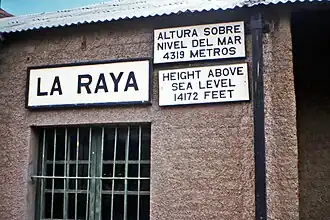 LA RAYA
ALTURA SOBRE
NIVEL DEL MAR
4319 METROS
HEIGHT ABOVE
SEA LEVEL
14172 FEET